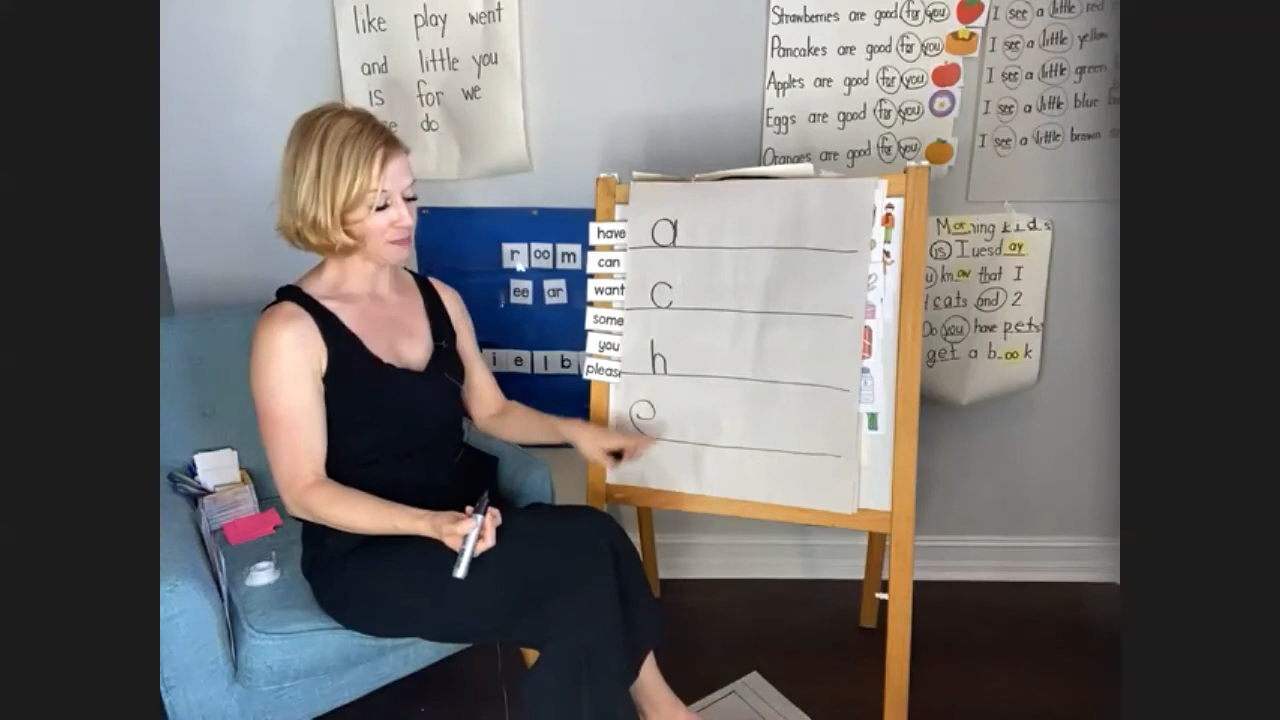 like play went
and little you
is for we
do
Strawberries are good for you
Pancakes are good for you
Apples are good for you
Eggs are good for you
Oranges are good for you
I see a little red
I see a little yellow
I see a little green
I see a little blue
I see a little brown
r oo m
ee ar
i e l b
have
can
want
some
you
please
a
c
h
e
Morning kids
is Tuesday
know that I
cats and 2
Do you have pets
get a book